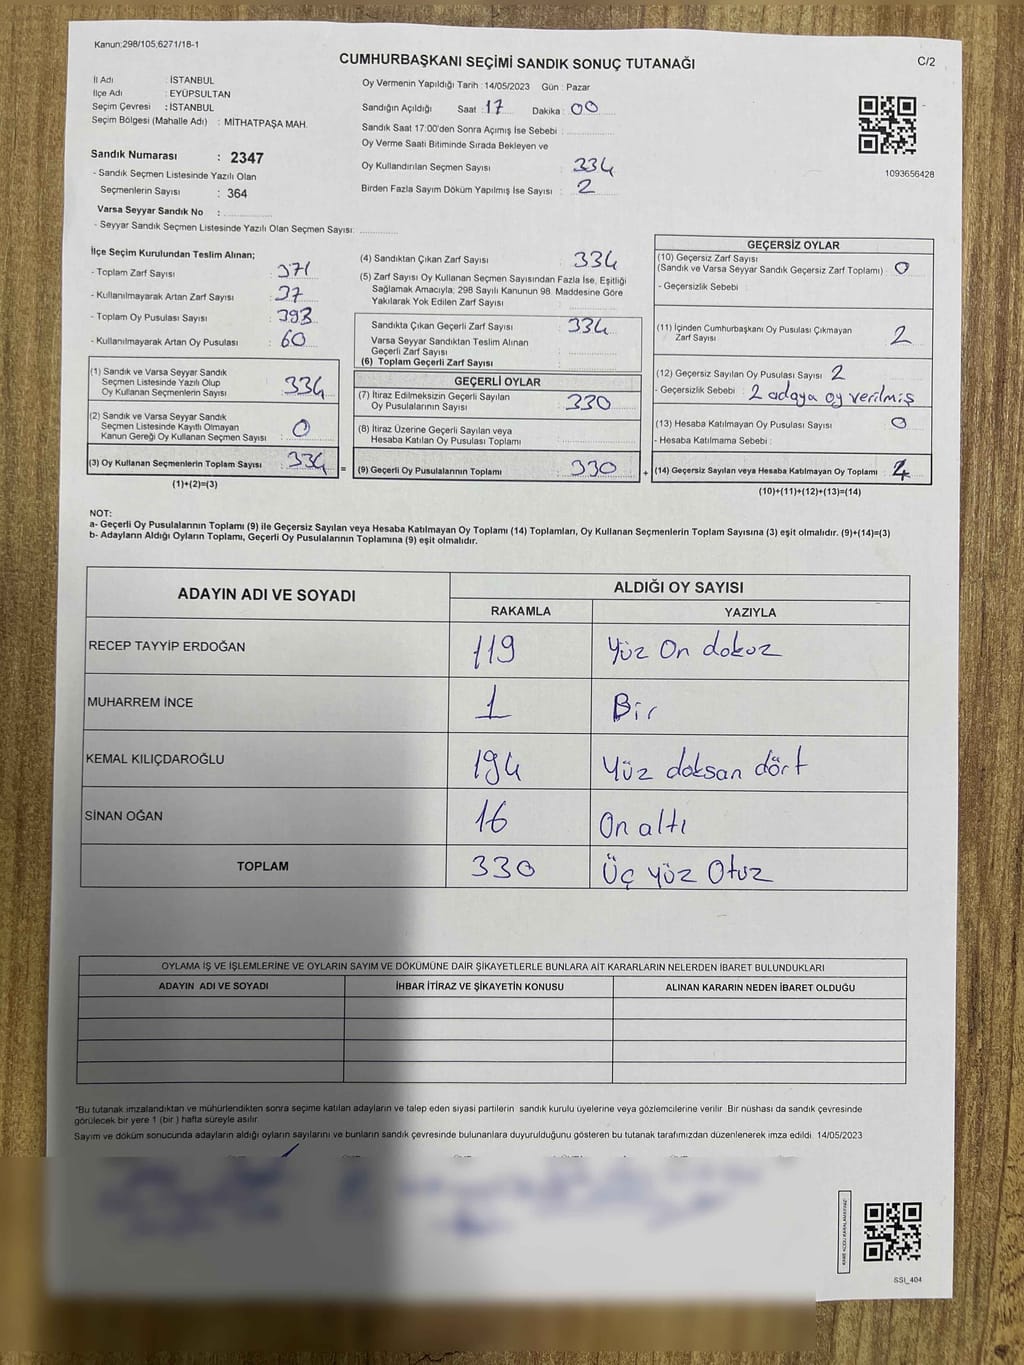 Kanun:298/105,6271/18-1
CUMHURBAŞKANI SEÇİMİ SANDIK SONUÇ TUTANAĞI
C/2
İl Adı : İSTANBUL
İlçe Adı : EYÜPSULTAN
Seçim Çevresi : İSTANBUL
Seçim Bölgesi (Mahalle Adı) : MİTHATPAŞA MAH.
Sandık Numarası : 2347
- Sandık Seçmen Listesinde Yazılı Olan
Seçmenlerin Sayısı : 364
Varsa Seyyar Sandık No :
- Seyyar Sandık Seçmen Listesinde Yazılı Olan Seçmen Sayısı:
Oy Vermenin Yapıldığı Tarih : 14/05/2023 Gün : Pazar
Sandığın Açıldığı Saat : 17 Dakika : 00
Sandık Saat 17:00'den Sonra Açımış İse Sebebi :
Oy Verme Saati Bitiminde Sırada Bekleyen ve
Oy Kullandırılan Seçmen Sayısı : 334
Birden Fazla Sayım Döküm Yapılmış İse Sayısı : 2
1093656428
İlçe Seçim Kurulundan Teslim Alınan;
- Toplam Zarf Sayısı : 371
- Kullanılmayarak Artan Zarf Sayısı : 37
- Toplam Oy Pusulası Sayısı : 393
- Kullanılmayarak Artan Oy Pusulası : 60
(1) Sandık ve Varsa Seyyar Sandık
Seçmen Listesinde Yazılı Olup
Oy Kullanan Seçmenlerin Sayısı : 334
(2) Sandık ve Varsa Seyyar Sandık
Seçmen Listesinde Kayıtlı Olmayan
Kanun Gereği Oy Kullanan Seçmen Sayısı : 0
(3) Oy Kullanan Seçmenlerin Toplam Sayısı : 334 =
(1)+(2)=(3)
(4) Sandıktan Çıkan Zarf Sayısı : 334
(5) Zarf Sayısı Oy Kullanan Seçmen Sayısından Fazla İse, Eşitliği
Sağlamak Amacıyla, 298 Sayılı Kanunun 98. Maddesine Göre
Yakılarak Yok Edilen Zarf Sayısı :
Sandıkta Çıkan Geçerli Zarf Sayısı : 334
Varsa Seyyar Sandıktan Teslim Alınan
Geçerli Zarf Sayısı :
(6) Toplam Geçerli Zarf Sayısı :
GEÇERLİ OYLAR
(7) İtiraz Edilmeksizin Geçerli Sayılan
Oy Pusulalarının Sayısı : 330
(8) İtiraz Üzerine Geçerli Sayılan veya
Hesaba Katılan Oy Pusulası Toplamı :
(9) Geçerli Oy Pusulalarının Toplamı : 330 +
GEÇERSİZ OYLAR
(10) Geçersiz Zarf Sayısı
(Sandık ve Varsa Seyyar Sandık Geçersiz Zarf Toplamı) : 0
- Geçersizlik Sebebi :
(11) İçinden Cumhurbaşkanı Oy Pusulası Çıkmayan
Zarf Sayısı : 2
(12) Geçersiz Sayılan Oy Pusulası Sayısı : 2
- Geçersizlik Sebebi : 2 adaya oy verilmiş
(13) Hesaba Katılmayan Oy Pusulası Sayısı : 0
- Hesaba Katılmama Sebebi :
(14) Geçersiz Sayılan veya Hesaba Katılmayan Oy Toplamı : 4
(10)+(11)+(12)+(13)=(14)
NOT:
a- Geçerli Oy Pusulalarının Toplamı (9) ile Geçersiz Sayılan veya Hesaba Katılmayan Oy Toplamı (14) Toplamları, Oy Kullanan Seçmenlerin Toplam Sayısına (3) eşit olmalıdır. (9)+(14)=(3)
b- Adayların Aldığı Oyların Toplamı, Geçerli Oy Pusulalarının Toplamına (9) eşit olmalıdır.
ADAYIN ADI VE SOYADI ALDIĞI OY SAYISI
RAKAMLA YAZIYLA
RECEP TAYYİP ERDOĞAN 119 Yüz On dokuz
MUHARREM İNCE 1 Bir
KEMAL KILIÇDAROĞLU 194 Yüz doksan dört
SİNAN OĞAN 16 On altı
TOPLAM 330 Üç yüz Otuz
OYLAMA İŞ VE İŞLEMLERİNE VE OYLARIN SAYIM VE DÖKÜMÜNE DAİR ŞİKAYETLERLE BUNLARA AİT KARARLARIN NELERDEN İBARET BULUNDUKLARI
ADAYIN ADI VE SOYADI İHBAR İTİRAZ VE ŞİKAYETİN KONUSU ALINAN KARARIN NEDEN İBARET OLDUĞU
*Bu tutanak imzalandıktan ve mühürlendikten sonra seçime katılan adayların ve talep eden siyasi partilerin sandık kurulu üyelerine veya gözlemcilerine verilir. Bir nüshası da sandık çevresinde
görülecek bir yere 1 (bir ) hafta süreyle asılır.
Sayım ve döküm sonucunda adayların aldığı oyların sayılarını ve bunların sandık çevresinde bulunanlara duyurulduğunu gösteren bu tutanak tarafımızdan düzenlenerek imza edildi. 14/05/2023
SSI_404